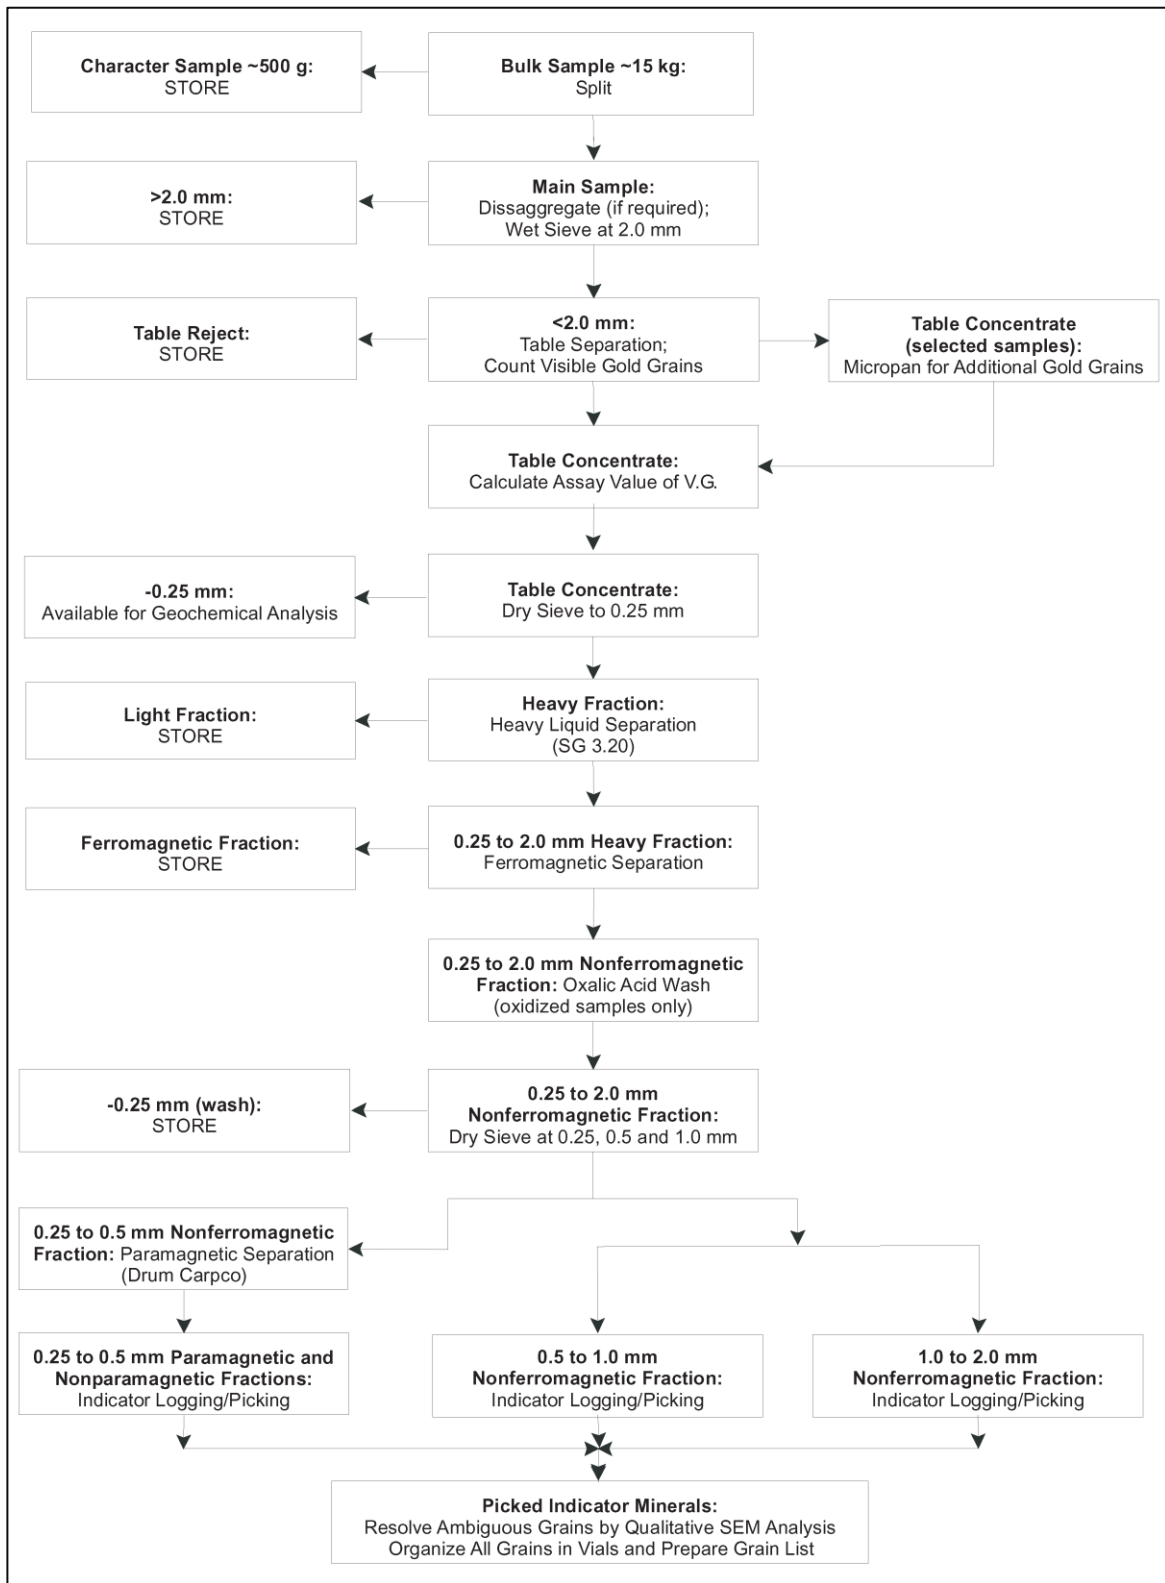 Character Sample ~500 g:
STORE
Bulk Sample ~15 kg:
Split
>2.0 mm:
STORE
Main Sample:
Dissaggregate (if required);
Wet Sieve at 2.0 mm
Table Reject:
STORE
<2.0 mm:
Table Separation;
Count Visible Gold Grains
Table Concentrate
(selected samples):
Micropan for Additional Gold Grains
Table Concentrate:
Calculate Assay Value of V.G.
-0.25 mm:
Available for Geochemical Analysis
Table Concentrate:
Dry Sieve to 0.25 mm
Light Fraction:
STORE
Heavy Fraction:
Heavy Liquid Separation
(SG 3.20)
Ferromagnetic Fraction:
STORE
0.25 to 2.0 mm Heavy Fraction:
Ferromagnetic Separation
0.25 to 2.0 mm Nonferromagnetic
Fraction: Oxalic Acid Wash
(oxidized samples only)
-0.25 mm (wash):
STORE
0.25 to 2.0 mm
Nonferromagnetic Fraction:
Dry Sieve at 0.25, 0.5 and 1.0 mm
0.25 to 0.5 mm Nonferromagnetic
Fraction: Paramagnetic Separation
(Drum Carpco)
0.25 to 0.5 mm Paramagnetic and
Nonparamagnetic Fractions:
Indicator Logging/Picking
0.5 to 1.0 mm
Nonferromagnetic Fraction:
Indicator Logging/Picking
1.0 to 2.0 mm
Nonferromagnetic Fraction:
Indicator Logging/Picking
Picked Indicator Minerals:
Resolve Ambiguous Grains by Qualitative SEM Analysis
Organize All Grains in Vials and Prepare Grain List